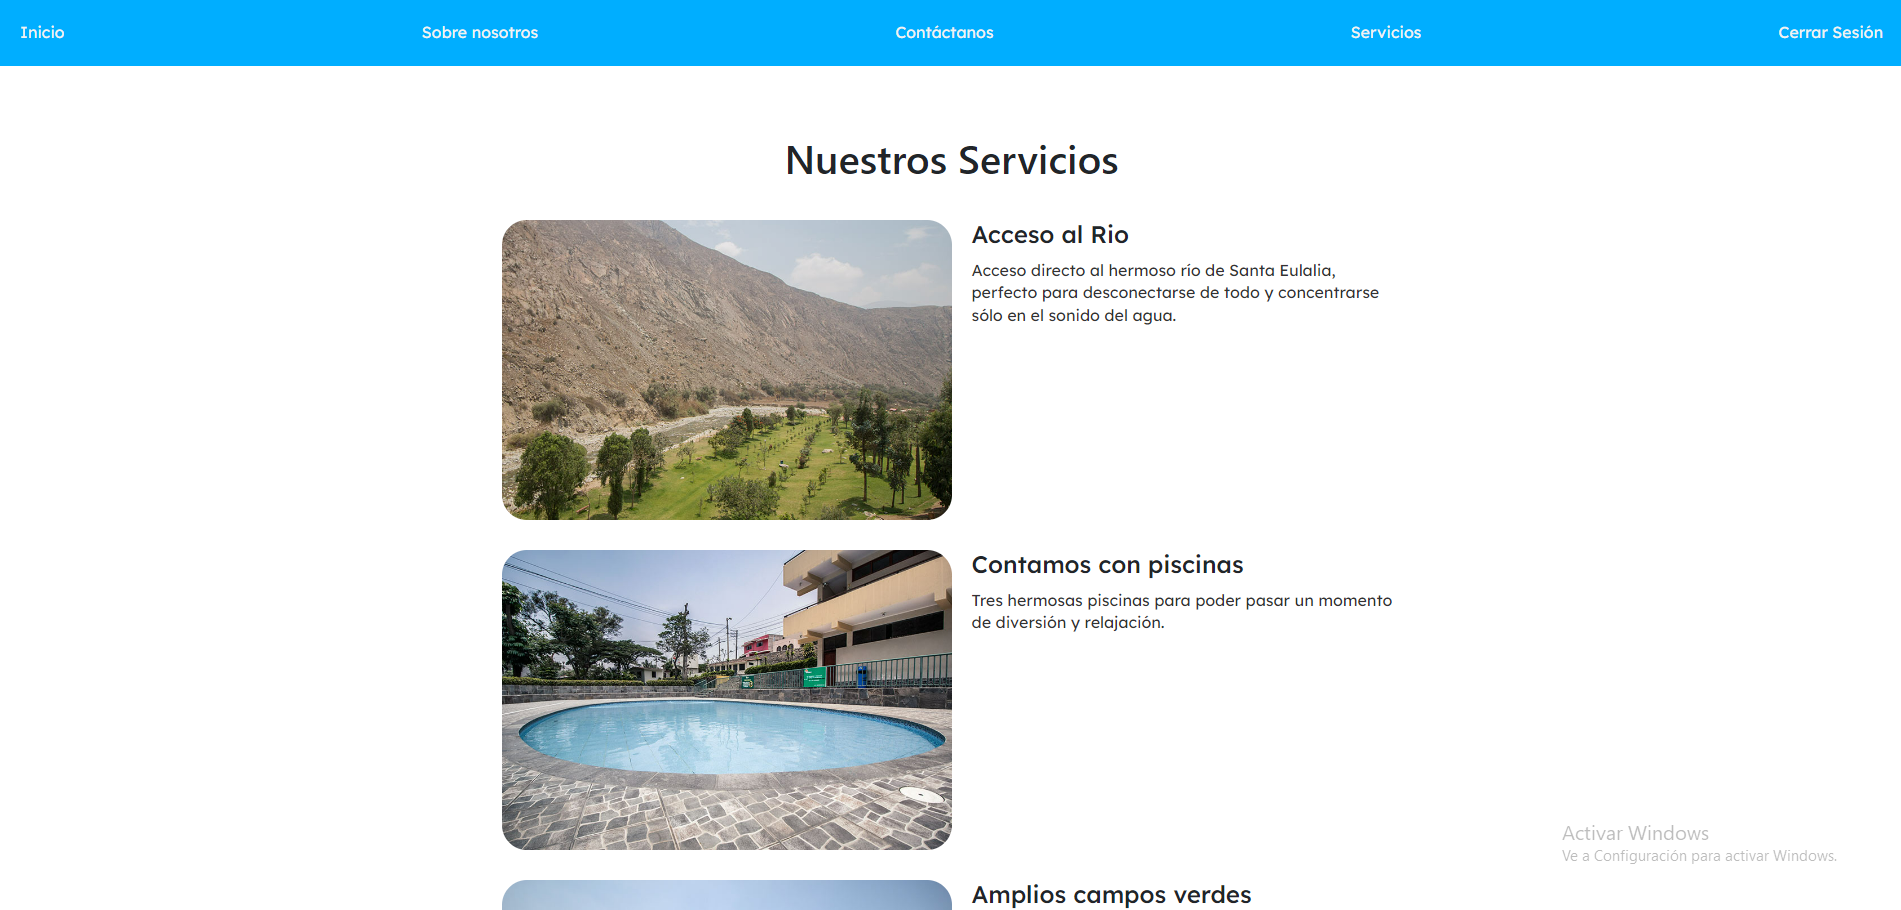 Inicio
Sobre nosotros
Contáctanos
Servicios
Cerrar Sesión
Nuestros Servicios
Acceso al Rio
Acceso directo al hermoso río de Santa Eulalia,
perfecto para desconectarse de todo y concentrarse
sólo en el sonido del agua.
Contamos con piscinas
Tres hermosas piscinas para poder pasar un momento
de diversión y relajación.
Activar Windows
Ve a Configuración para activar Windows.
Amplios campos verdes